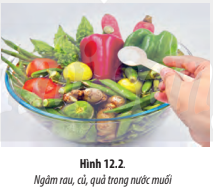 Hình 12.2.
Ngâm rau, củ, quả trong nước muối